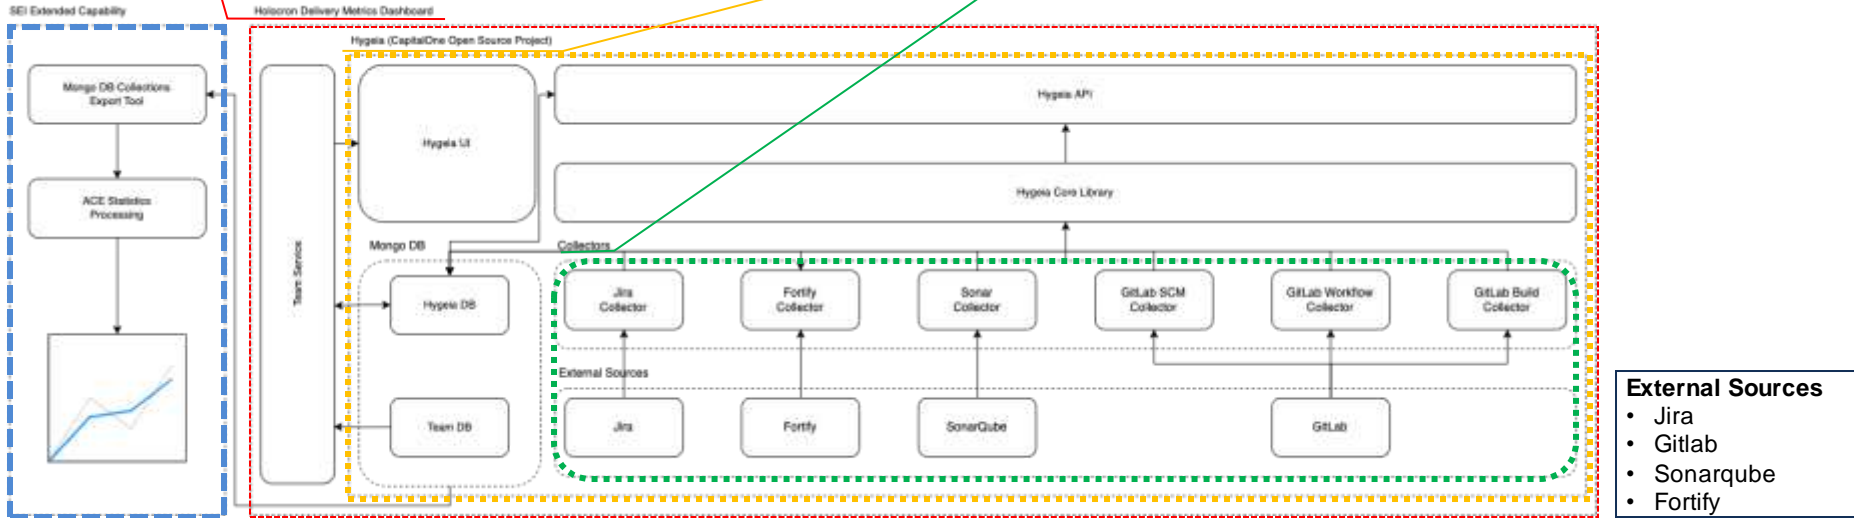 SEI Extended Capability
Holocron Delivery Metrics Dashboard
Hygeia (CapitalOne Open Source Project)
Mongo DB Collections
Export Tool
ACE Statistics
Processing
Team Service
Hygeia UI
Hygeia API
Hygeia Core Library
Mongo DB
Hygeia DB
Team DB
Collectors
Jira
Collector
Fortify
Collector
Sonar
Collector
GitLab SCM
Collector
GitLab Workflow
Collector
GitLab Build
Collector
External Sources
Jira
Fortify
SonarQube
GitLab
External Sources
• Jira
• Gitlab
• Sonarqube
• Fortify